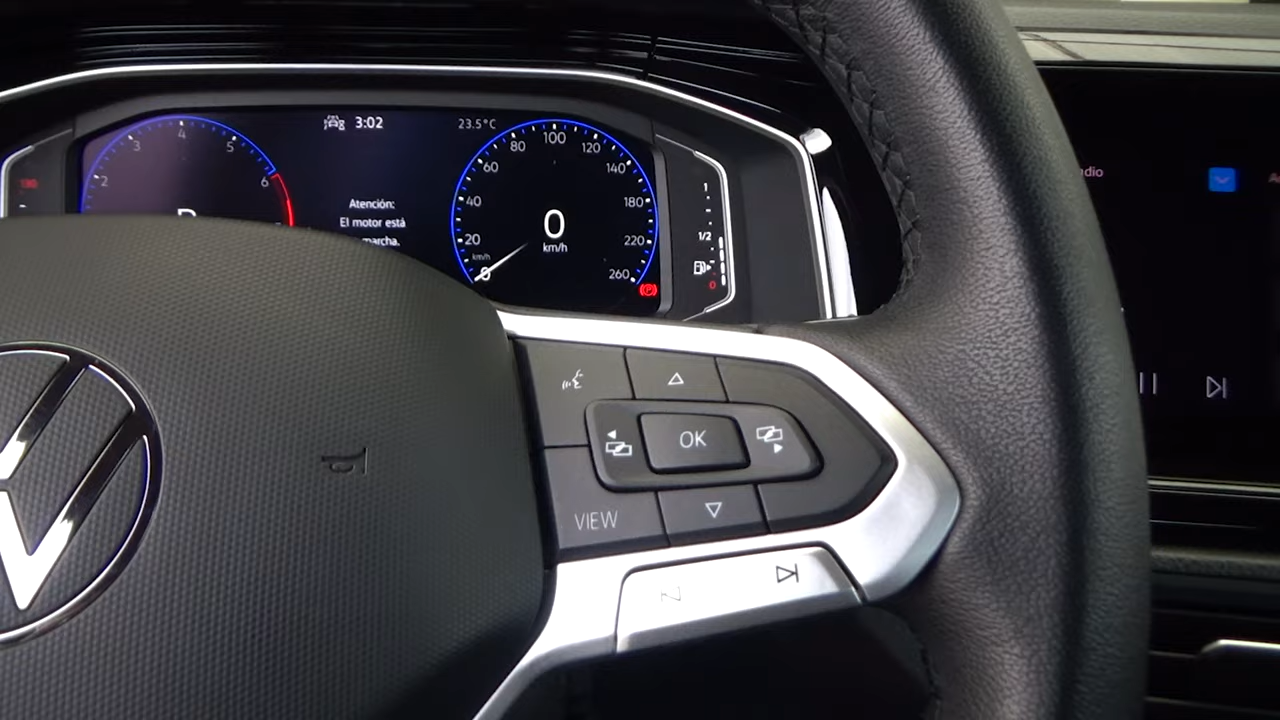 3:02
23.5°C
2
3
4
5
6
Atención:
El motor está
marcha.
0
20
40
60
80
100
120
140
180
220
260
km/h
0
km/h
1
1/2
0
130
OK
VIEW